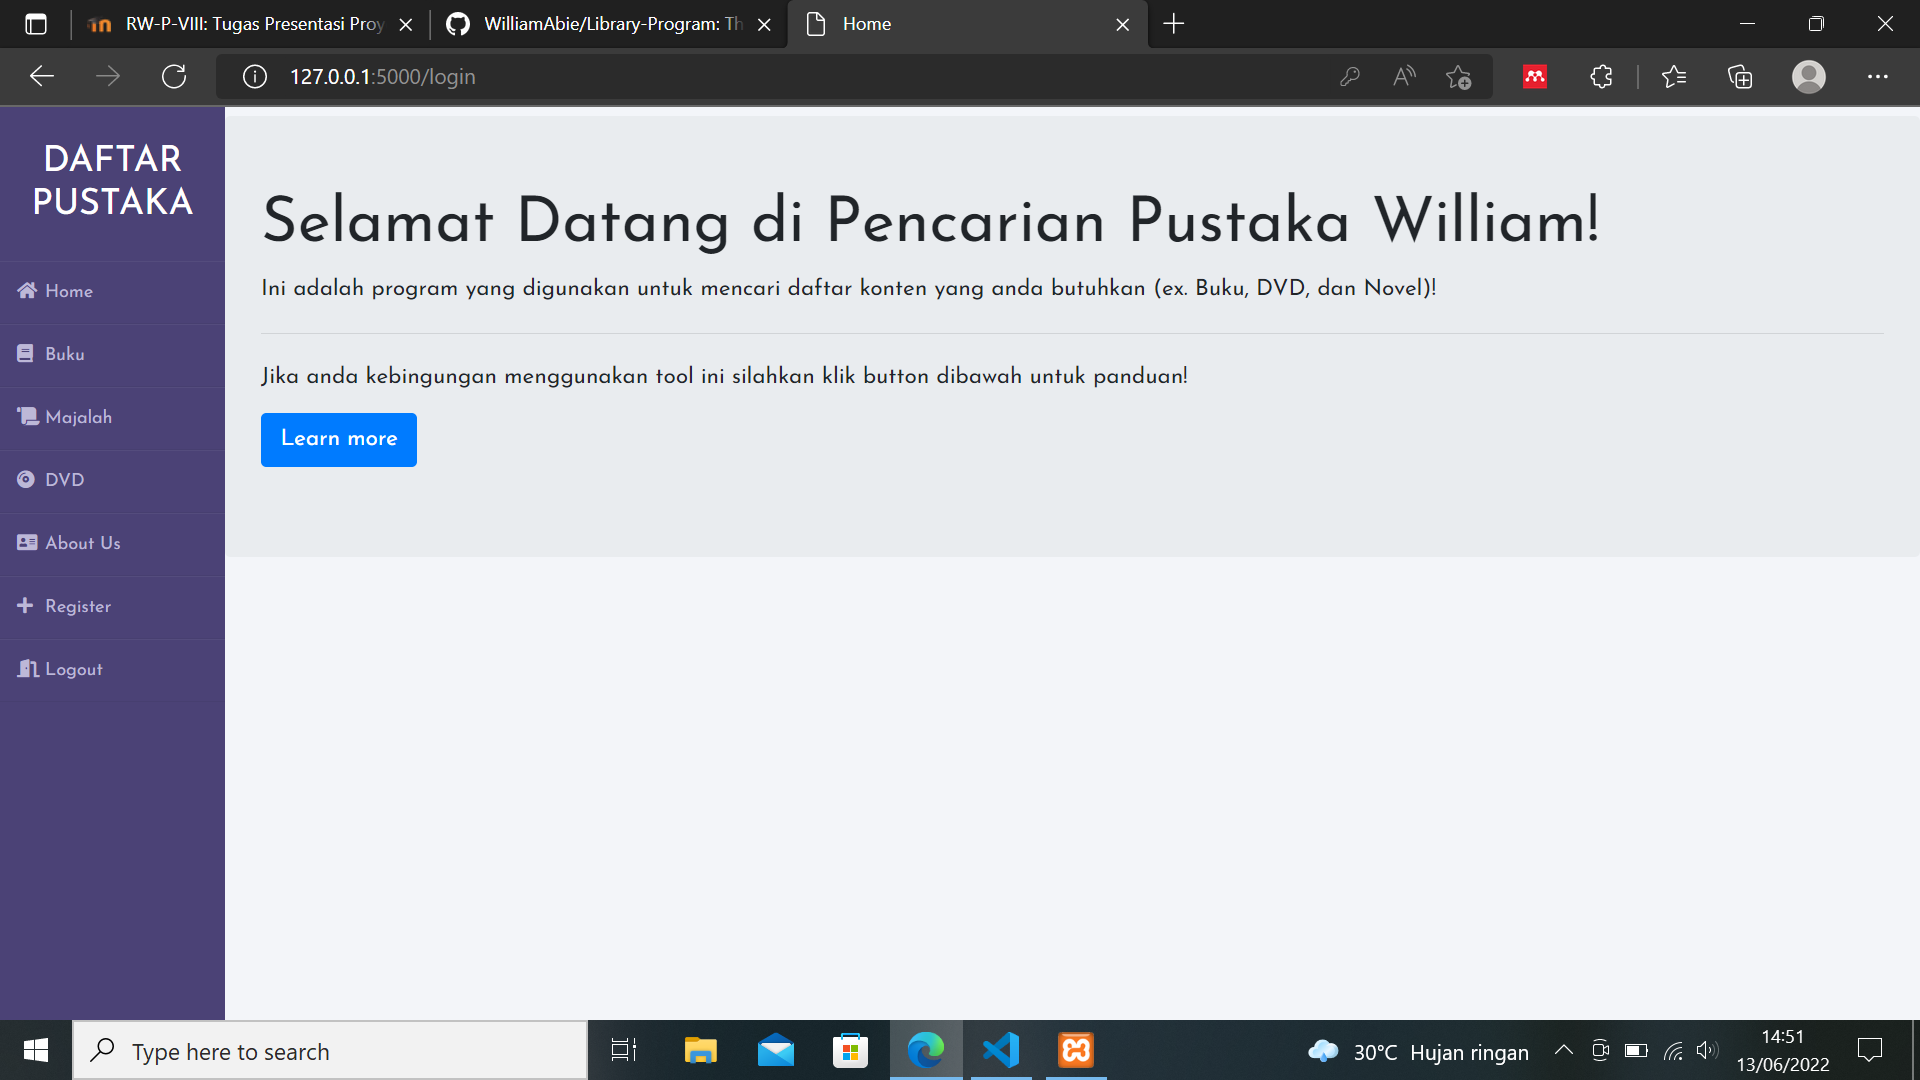 RW-P-VIII: Tugas Presentasi Proy
WilliamAbie/Library-Program: Th
Home
127.0.0.1:5000/login
DAFTAR
PUSTAKA
Home
Buku
Majalah
DVD
About Us
Register
Logout
Selamat Datang di Pencarian Pustaka William!
Ini adalah program yang digunakan untuk mencari daftar konten yang anda butuhkan (ex. Buku, DVD, dan Novel)!
Jika anda kebingungan menggunakan tool ini silahkan klik button dibawah untuk panduan!
Learn more
Type here to search
30°C Hujan ringan
14:51
13/06/2022